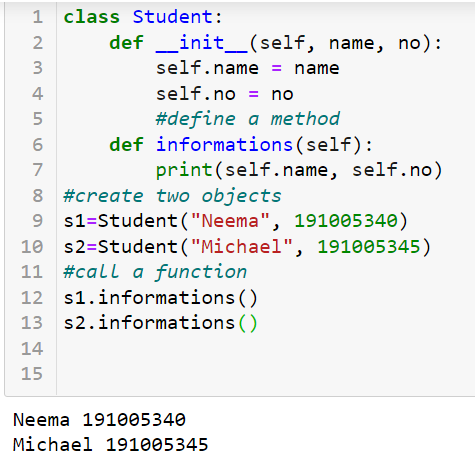 1 class Student:
2     def __init__(self, name, no):
3         self.name = name
4         self.no = no
5         #define a method
6     def informations(self):
7         print(self.name, self.no)
8 #create two objects
9 s1=Student("Neema", 191005340)
10 s2=Student("Michael", 191005345)
11 #call a function
12 s1.informations()
13 s2.informations()
14
15
Neema 191005340
Michael 191005345